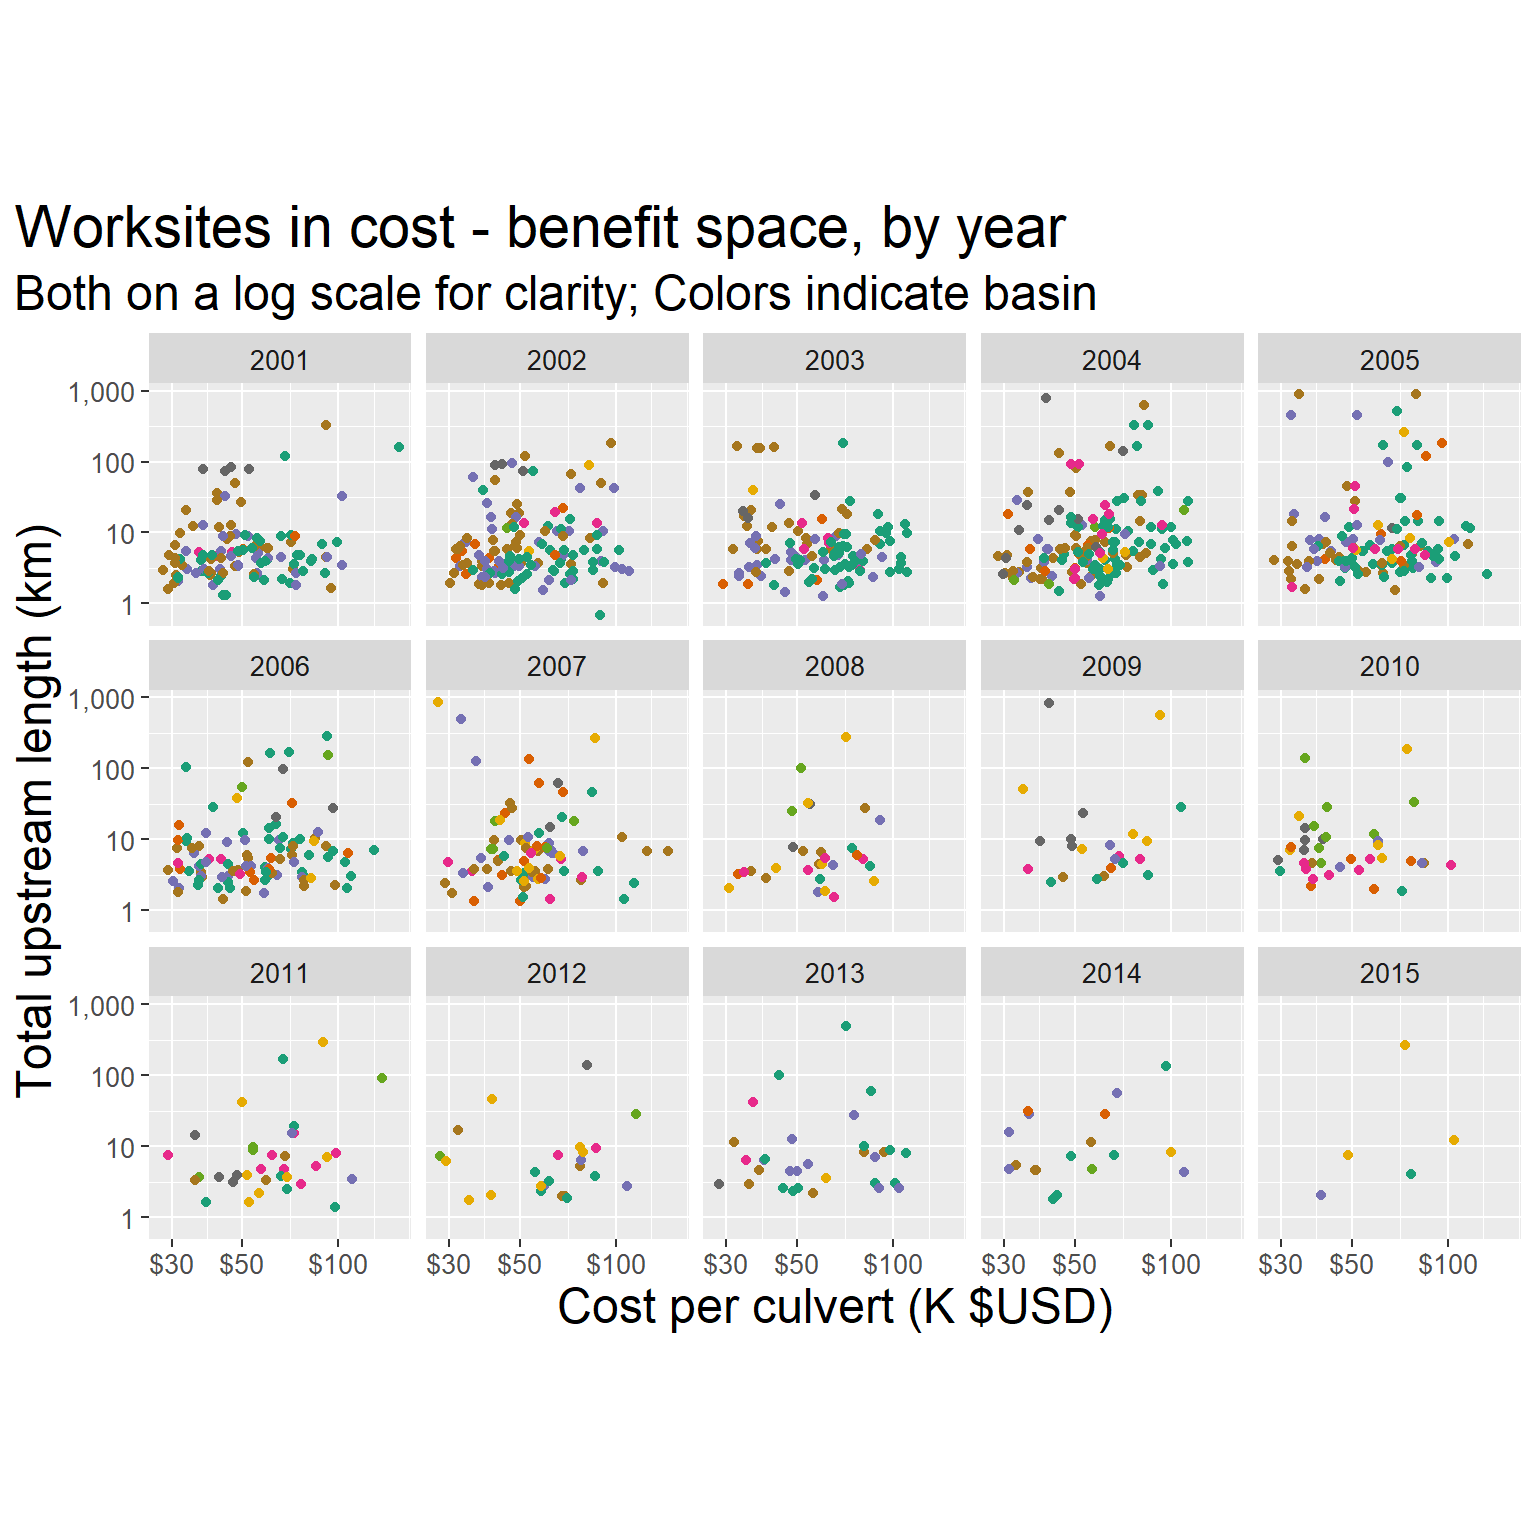 Worksites in cost - benefit space, by year
Both on a log scale for clarity; Colors indicate basin
2001 2002 2003 2004 2005
1,000
100
10
1
2006 2007 2008 2009 2010
1,000
100
10
1
2011 2012 2013 2014 2015
1,000
100
10
1
Total upstream length (km)
$30 $50 $100 $30 $50 $100 $30 $50 $100 $30 $50 $100 $30 $50 $100
Cost per culvert (K $USD)